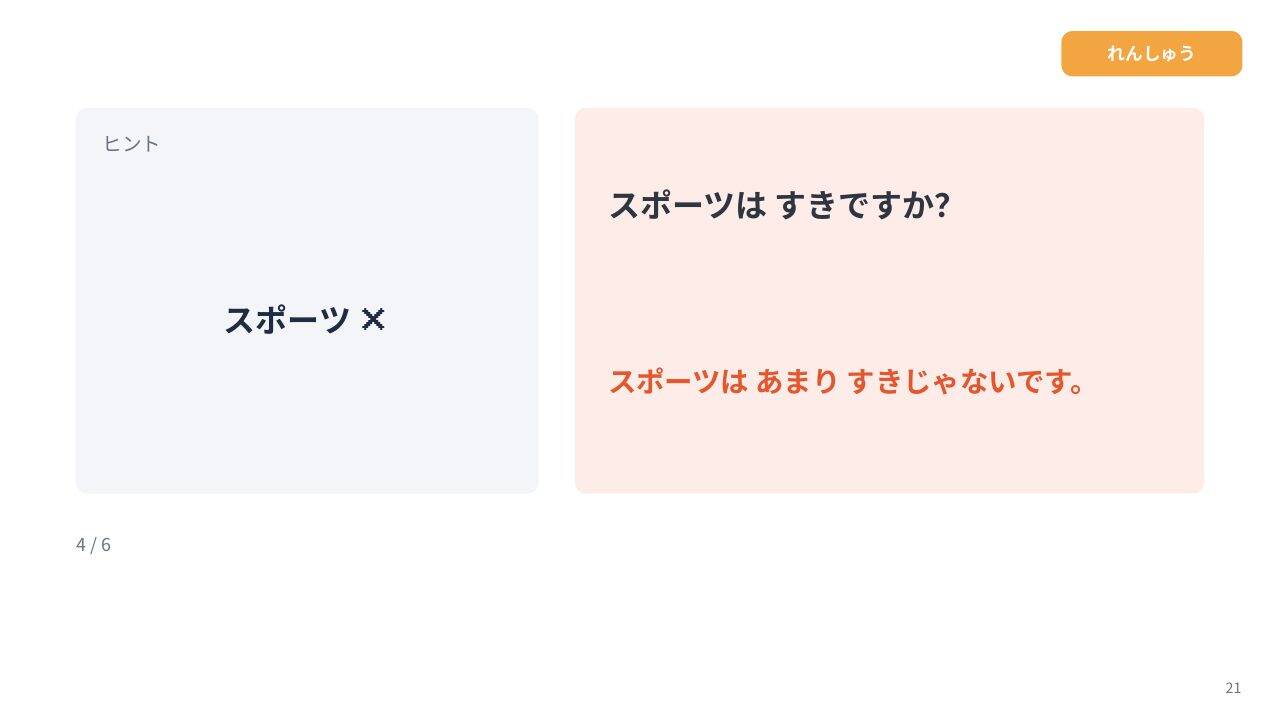 れんしゅう
ヒント
スポーツ ✕
スポーツは すきですか?
スポーツは あまり すきじゃないです。
4 / 6
21